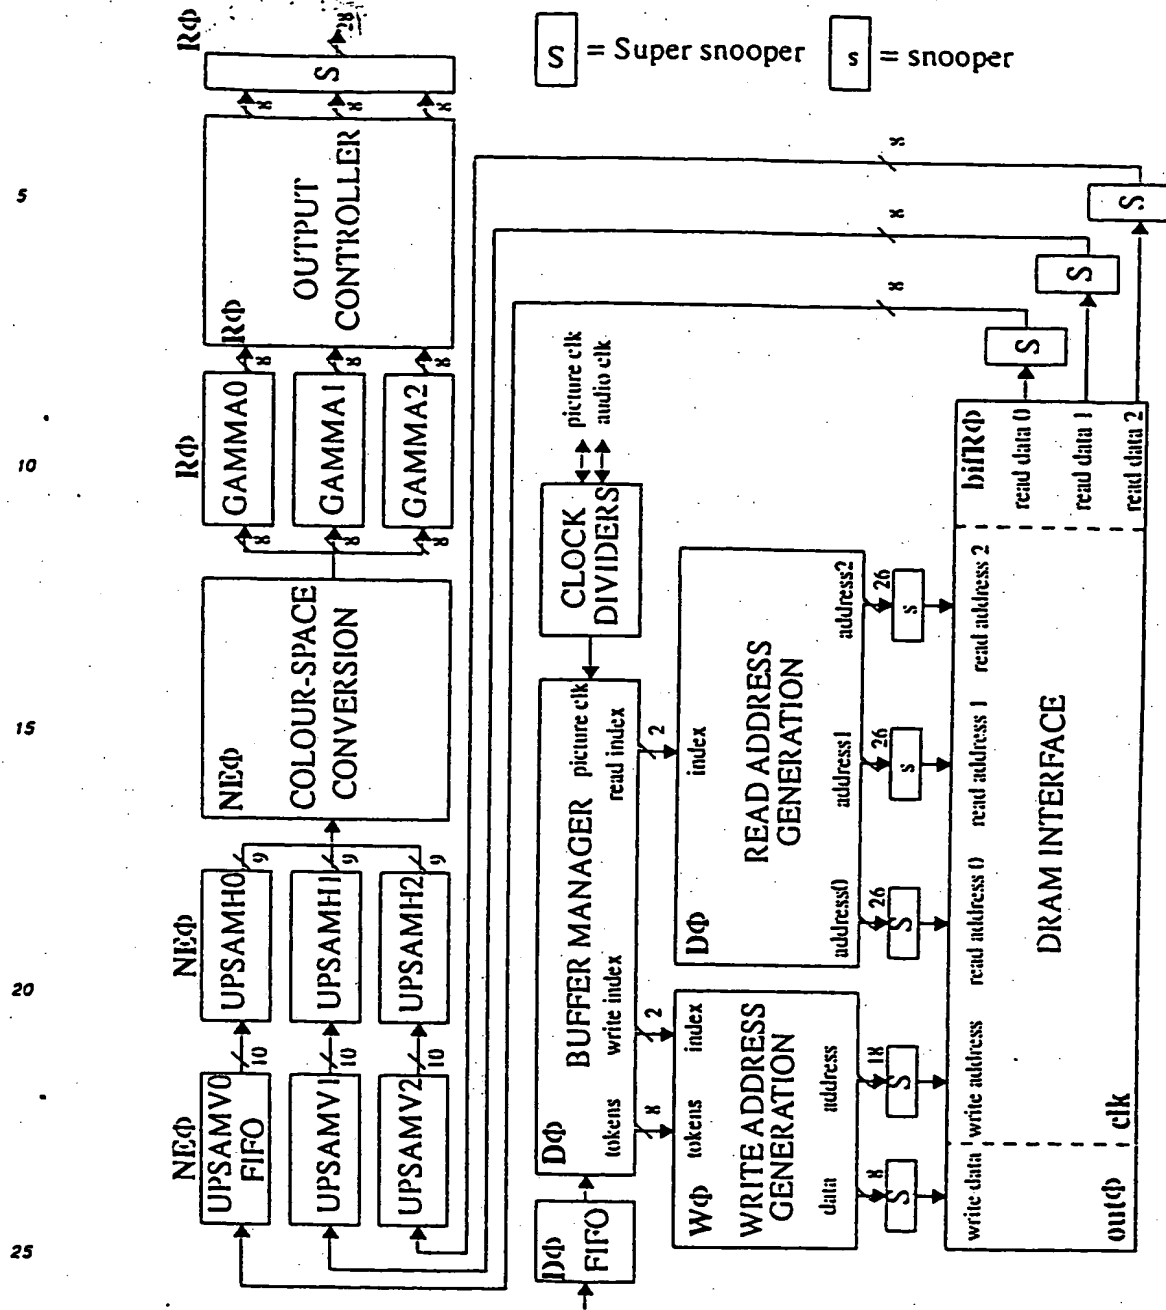 S = Super snooper
s = snooper
5
10
15
20
25
RΦ
28
S
8
8
8
RΦ
OUTPUT
CONTROLLER
8
8
8
RΦ
GAMMA0
GAMMA1
GAMMA2
8
8
8
NEΦ
COLOUR-SPACE
CONVERSION
9
9
9
NEΦ
UPSAMH0
UPSAMH1
UPSAMH2
10
10
10
NEΦ
UPSAMV0
FIFO
UPSAMV1
UPSAMV2
8
8
8
S
S
S
picture clk
audio clk
CLOCK
DIVIDERS
DΦ
BUFFER MANAGER
picture clk
read index
write index
tokens
DΦ
FIFO
2
2
8
DΦ
index
READ ADDRESS
GENERATION
address0
address1
address2
26
26
26
S
s
s
WΦ
tokens
index
WRITE ADDRESS
GENERATION
data
address
8
18
S
S
write data
write address
read address 0
read address 1
read address 2
DRAM INTERFACE
outΦ
clk
bifRΦ
read data 0
read data 1
read data 2